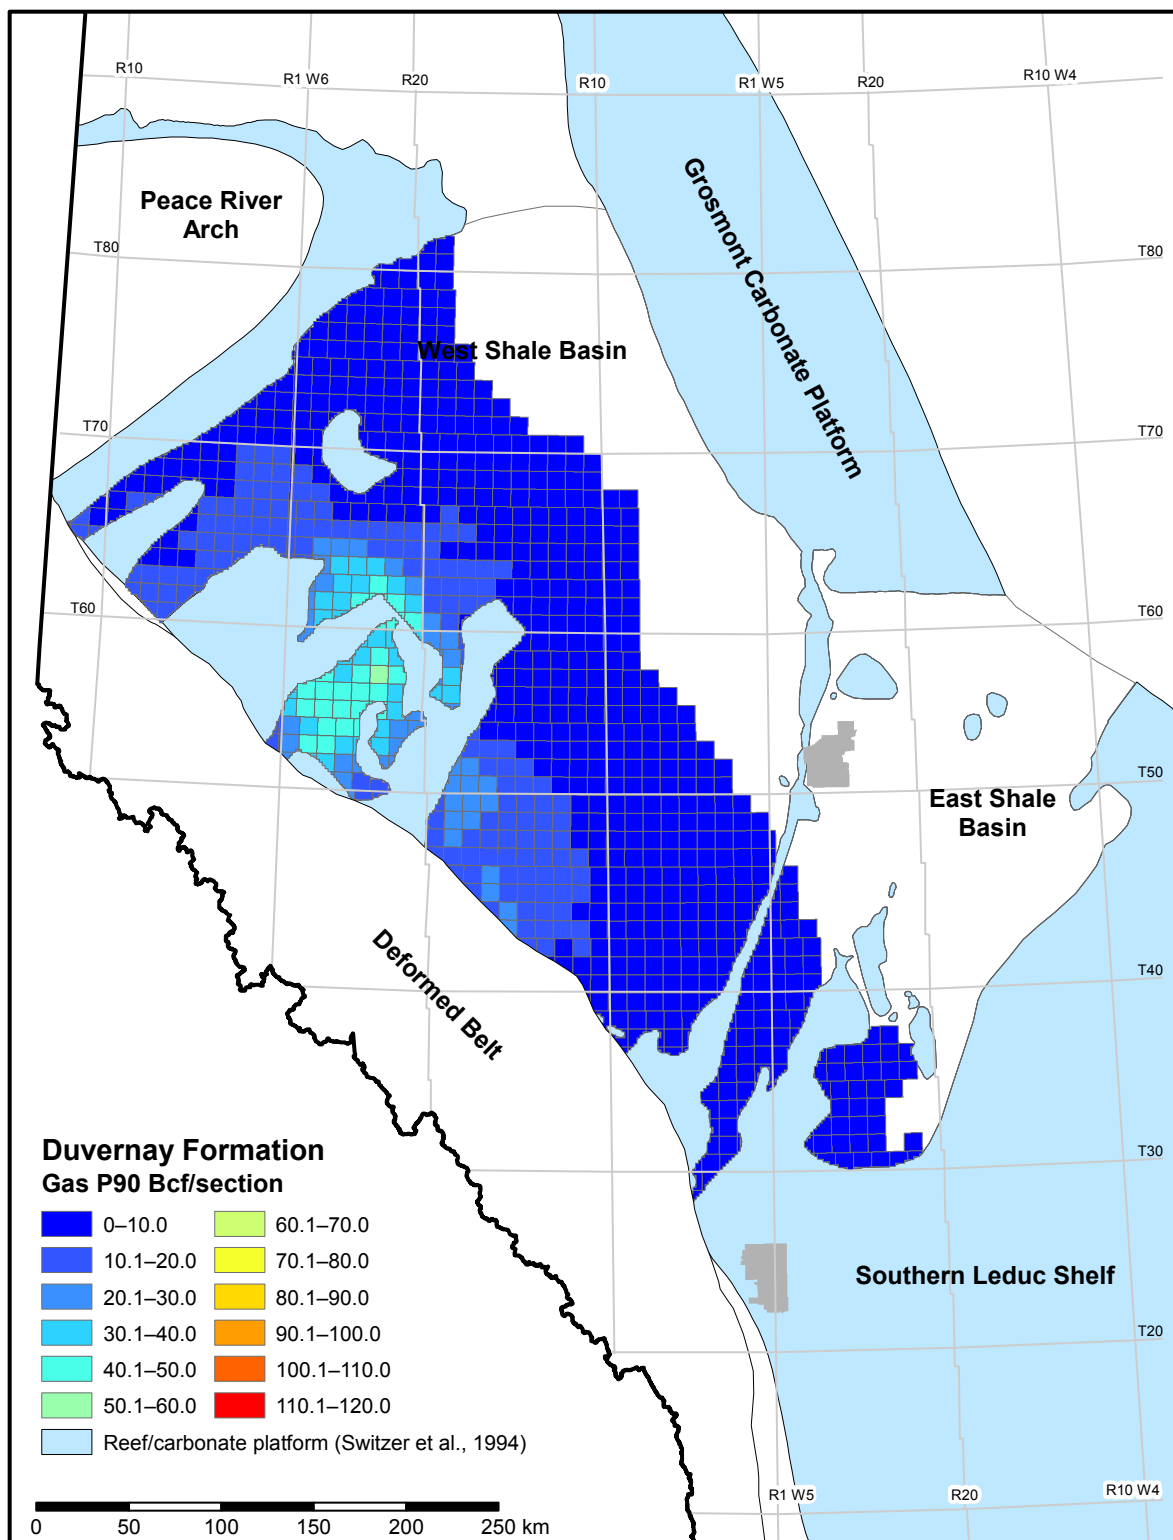 R10
R1 W6
R20
R10
R1 W5
R20
R10 W4
Peace River
Arch
Grosmont Carbonate Platform
T80
T80
West Shale Basin
T70
T70
T60
T60
T50
East Shale
Basin
Deformed Belt
T40
T30
Southern Leduc Shelf
T20
Duvernay Formation
Gas P90 Bcf/section
0–10.0
10.1–20.0
20.1–30.0
30.1–40.0
40.1–50.0
50.1–60.0
60.1–70.0
70.1–80.0
80.1–90.0
90.1–100.0
100.1–110.0
110.1–120.0
Reef/carbonate platform (Switzer et al., 1994)
R1 W5
R20
R10 W4
0 50 100 150 200 250 km